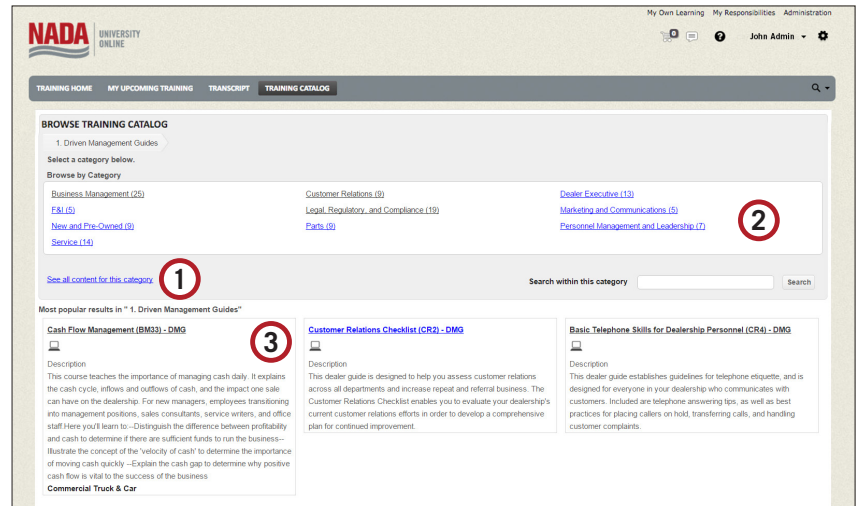 My Own Learning My Responsibilities Administration
NADA UNIVERSITY ONLINE
0
?
John Admin
TRAINING HOME MY UPCOMING TRAINING TRANSCRIPT TRAINING CATALOG
BROWSE TRAINING CATALOG
1. Driven Management Guides
Select a category below.
Browse by Category
Business Management (25) Customer Relations (9) Dealer Executive (13)
F&I (5) Legal, Regulatory, and Compliance (19) Marketing and Communications (5)
New and Pre-Owned (9) Parts (9) Personnel Management and Leadership (7)
Service (14)
2
See all content for this category
1
Search within this category Search
Most popular results in " 1. Driven Management Guides"
Cash Flow Management (BM33) - DMG
3
Description
This course teaches the importance of managing cash daily. It explains
the cash cycle, inflows and outflows of cash, and the impact one sale
can have on the dealership. For new managers, employees transitioning
into management positions, sales consultants, service writers, and office
staff.Here you'll learn to:--Distinguish the difference between profitability
and cash to determine if there are sufficient funds to run the business--
Illustrate the concept of the 'velocity of cash' to determine the importance
of moving cash quickly --Explain the cash gap to determine why positive
cash flow is vital to the success of the business
Commercial Truck & Car
Customer Relations Checklist (CR2) - DMG
Description
This dealer guide is designed to help you assess customer relations
across all departments and increase repeat and referral business. The
Customer Relations Checklist enables you to evaluate your dealership's
current customer relations efforts in order to develop a comprehensive
plan for continued improvement.
Basic Telephone Skills for Dealership Personnel (CR4) - DMG
Description
This dealer guide establishes guidelines for telephone etiquette, and is
designed for everyone in your dealership who communicates with
customers. Included are telephone answering tips, as well as best
practices for placing callers on hold, transferring calls, and handling
customer complaints.